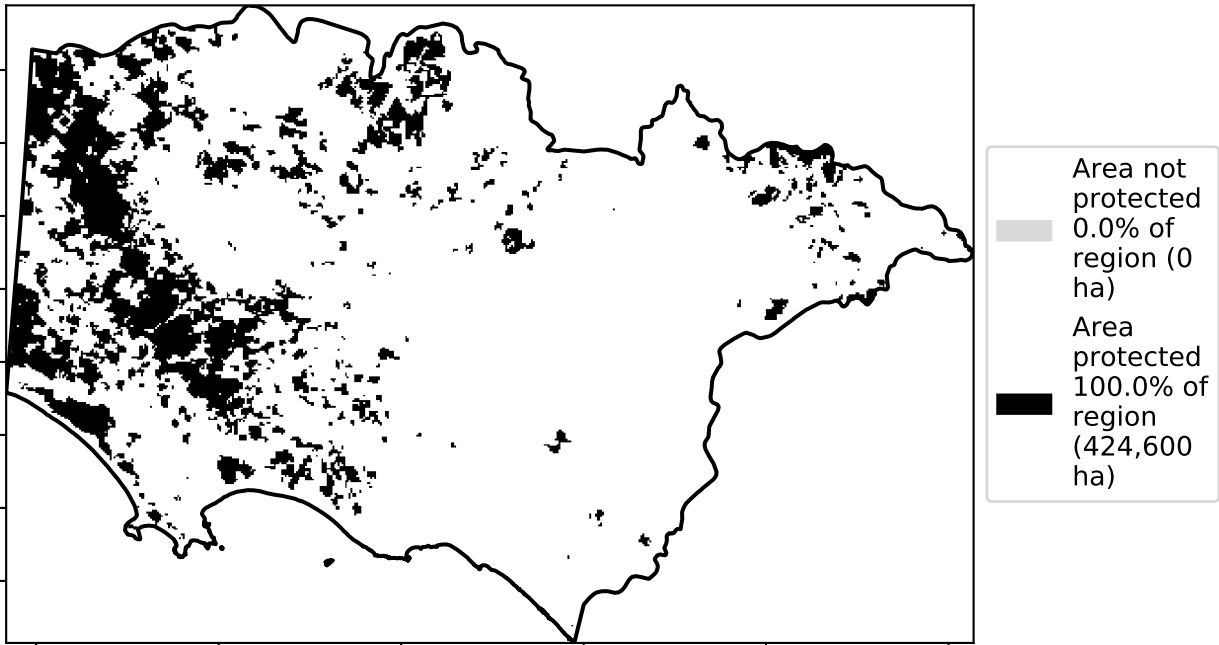 Area not
protected
0.0% of
region (0
ha)
Area
protected
100.0% of
region
(424,600
ha)